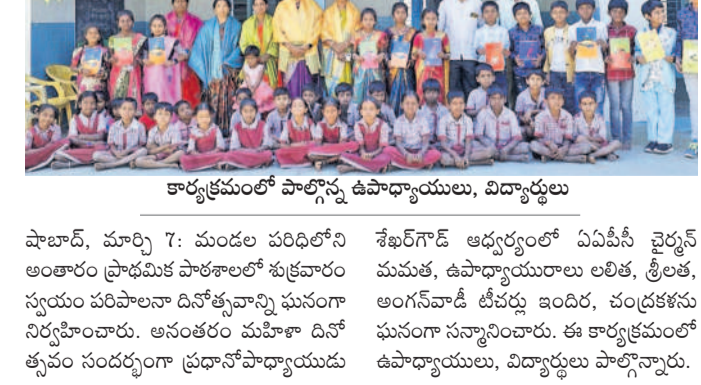 కార్యక్రమంలో పాల్గొన్న ఉపాధ్యాయులు, విద్యార్థులు
షాబాద్, మార్చి 7: మండల పరిధిలోని
అంతారం ప్రాథమిక పాఠశాలలో శుక్రవారం
స్వయం పరిపాలనా దినోత్సవాన్ని ఘనంగా
నిర్వహించారు. అనంతరం మహిళా దినో
త్సవం సందర్భంగా ప్రధానోపాధ్యాయుడు
శేఖర్‌గౌడ్ ఆధ్వర్యంలో ఏఏపీసీ చైర్మన్
మమత, ఉపాధ్యాయురాలు లలిత, శ్రీలత,
అంగన్‌వాడీ టీచర్లు ఇందిర, చంద్రకళను
ఘనంగా సన్మానించారు. ఈ కార్యక్రమంలో
ఉపాధ్యాయులు, విద్యార్థులు పాల్గొన్నారు.